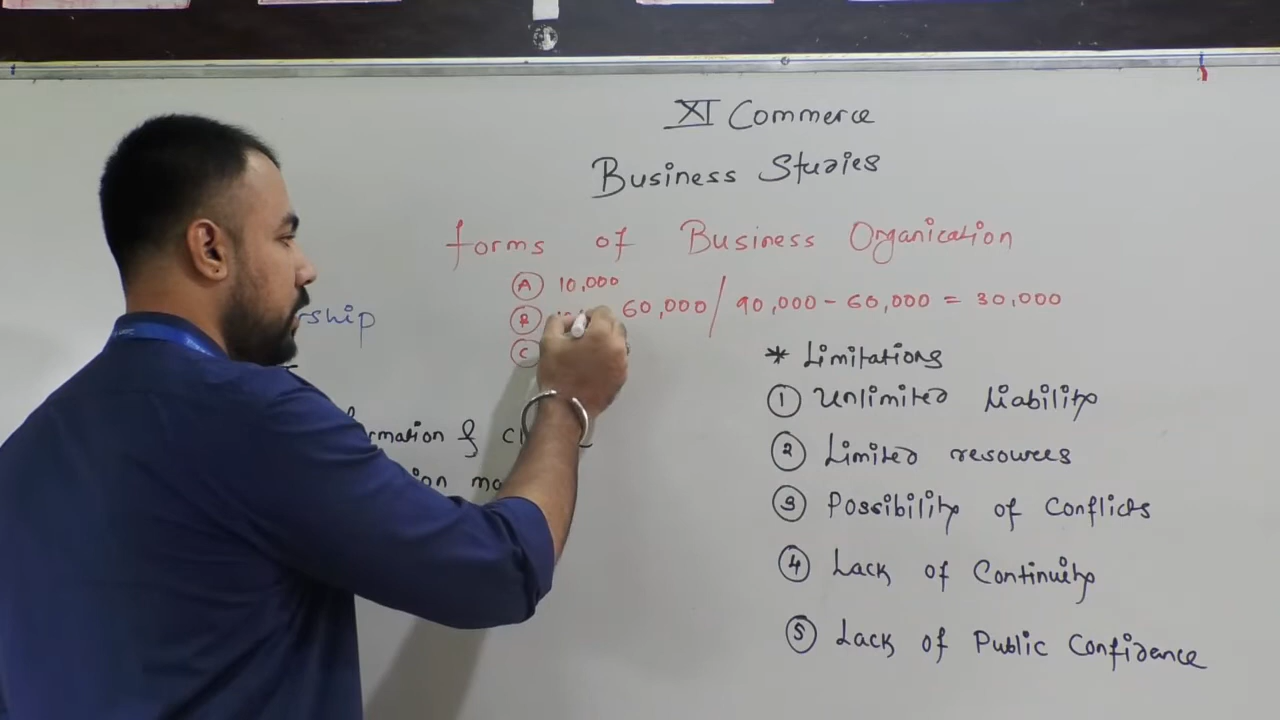 XI Commerce
Business Studies
forms of Business Organization
(A) 10,000
(B) 60,000 / 90,000 - 60,000 = 30,000
(C)
* Limitations
① Unlimited Liability
② Limited resources
③ Possibility of Conflicts
④ Lack of Continuity
⑤ Lack of Public Confidence